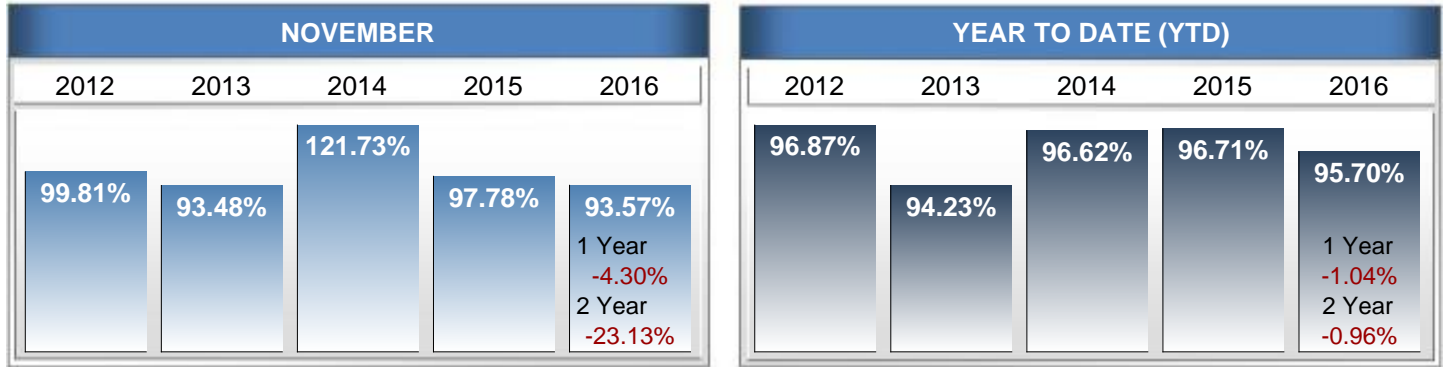 NOVEMBER
2012 2013 2014 2015 2016
99.81% 93.48% 121.73% 97.78% 93.57%
1 Year
-4.30%
2 Year
-23.13%
YEAR TO DATE (YTD)
2012 2013 2014 2015 2016
96.87% 94.23% 96.62% 96.71% 95.70%
1 Year
-1.04%
2 Year
-0.96%